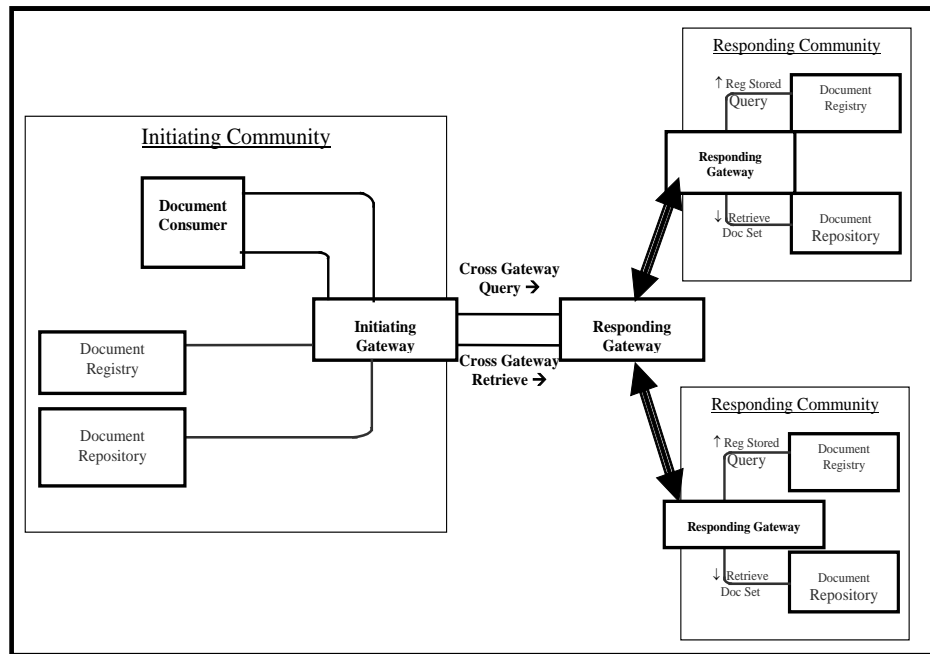 Initiating Community
Document
Consumer
Initiating
Gateway
Document
Registry
Document
Repository
Cross Gateway
Query →
Cross Gateway
Retrieve →
Responding
Gateway
Responding Community
↑ Reg Stored
Query
Document
Registry
Responding
Gateway
↓ Retrieve
Doc Set
Document
Repository
Responding Community
↑ Reg Stored
Query
Document
Registry
Responding Gateway
↓ Retrieve
Doc Set
Document
Repository